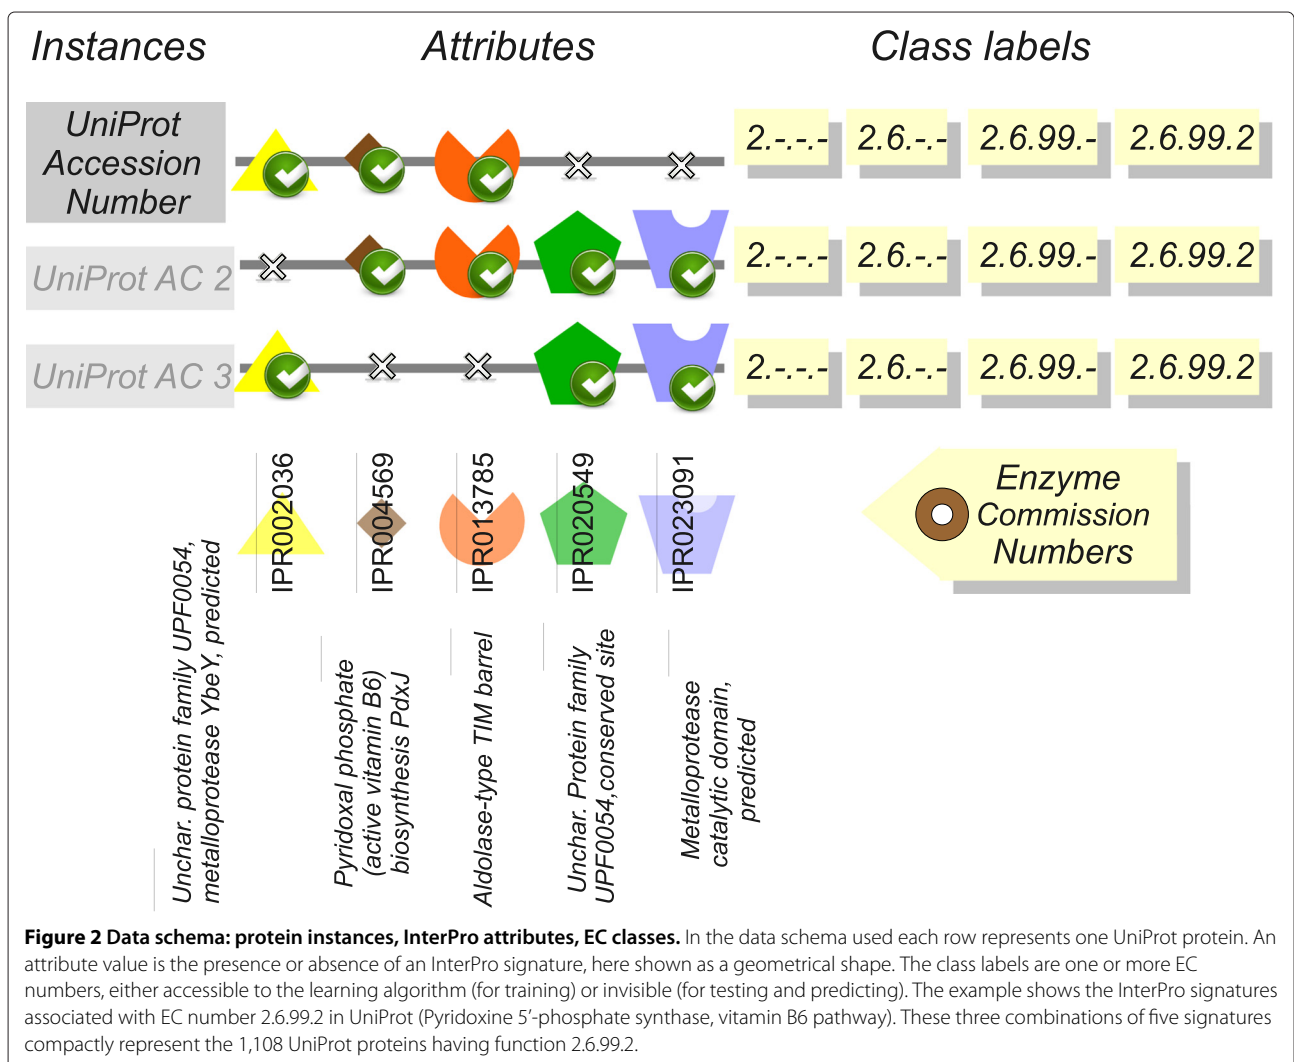 Instances Attributes Class labels
UniProt
Accession
Number
2.-.-.- 2.6.-.- 2.6.99.- 2.6.99.2
UniProt AC 2
2.-.-.- 2.6.-.- 2.6.99.- 2.6.99.2
UniProt AC 3
2.-.-.- 2.6.-.- 2.6.99.- 2.6.99.2
IPR002036
IPR004569
IPR013785
IPR020549
IPR023091
Enzyme
Commission
Numbers
Unchar. protein family UPF0054,
metalloprotease YbeY, predicted
Pyridoxal phosphate
(active vitamin B6)
biosynthesis PdxJ
Aldolase-type TIM barrel
Unchar. Protein family
UPF0054,conserved site
Metalloprotease
catalytic domain,
predicted
Figure 2 Data schema: protein instances, InterPro attributes, EC classes. In the data schema used each row represents one UniProt protein. An
attribute value is the presence or absence of an InterPro signature, here shown as a geometrical shape. The class labels are one or more EC
numbers, either accessible to the learning algorithm (for training) or invisible (for testing and predicting). The example shows the InterPro signatures
associated with EC number 2.6.99.2 in UniProt (Pyridoxine 5’-phosphate synthase, vitamin B6 pathway). These three combinations of five signatures
compactly represent the 1,108 UniProt proteins having function 2.6.99.2.